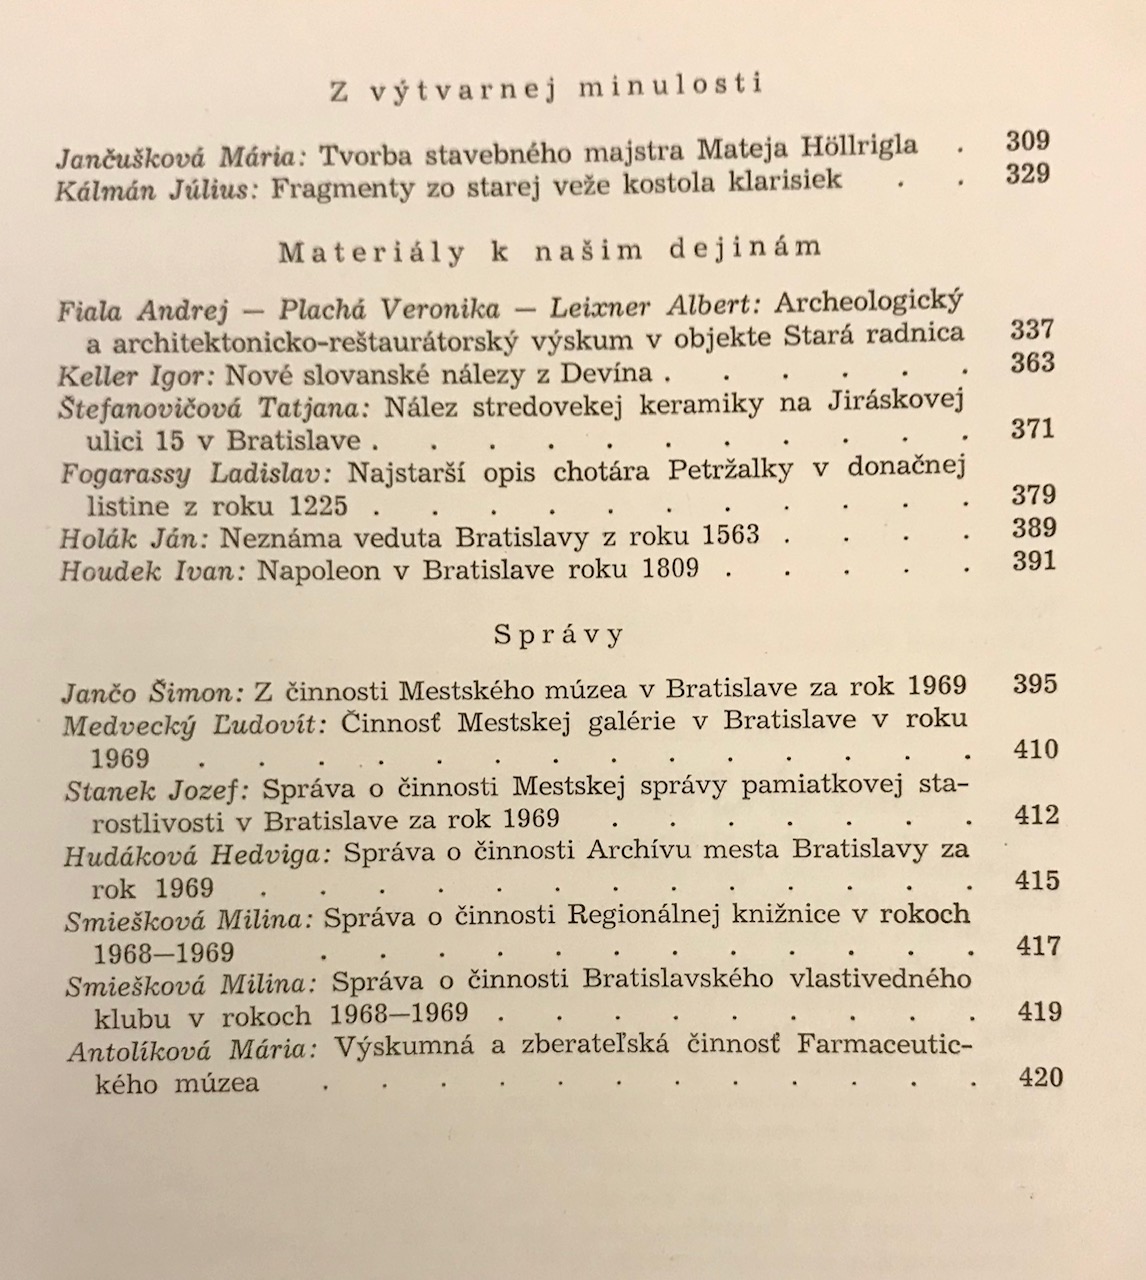 Z výtvarnej minulosti
Jančušková Mária: Tvorba stavebného majstra Mateja Höllrigla . 309
Kálmán Július: Fragmenty zo starej veže kostola klarisiek . . 329
Materiály k našim dejinám
Fiala Andrej — Plachá Veronika — Leixner Albert: Archeologický
a architektonicko-reštaurátorský výskum v objekte Stará radnica 337
Keller Igor: Nové slovanské nálezy z Devína . . . . . . 363
Štefanovičová Tatjana: Nález stredovekej keramiky na Jiráskovej
ulici 15 v Bratislave . . . . . . . . . . . 371
Fogarassy Ladislav: Najstarší opis chotára Petržalky v donačnej
listine z roku 1225 . . . . . . . . . . . 379
Holák Ján: Neznáma veduta Bratislavy z roku 1563 . . . . 389
Houdek Ivan: Napoleon v Bratislave roku 1809 . . . . . 391
Správy
Jančo Šimon: Z činnosti Mestského múzea v Bratislave za rok 1969 395
Medvecký Ľudovít: Činnosť Mestskej galérie v Bratislave v roku
1969 . . . . . . . . . . . . . . 410
Stanek Jozef: Správa o činnosti Mestskej správy pamiatkovej sta-
rostlivosti v Bratislave za rok 1969 . . . . . . . 412
Hudáková Hedviga: Správa o činnosti Archívu mesta Bratislavy za
rok 1969 . . . . . . . . . . . . . 415
Smiešková Milina: Správa o činnosti Regionálnej knižnice v rokoch
1968—1969 . . . . . . . . . . . . 417
Smiešková Milina: Správa o činnosti Bratislavského vlastivedného
klubu v rokoch 1968—1969 . . . . . . . . . 419
Antolíková Mária: Výskumná a zberateľská činnosť Farmaceutic-
kého múzea . . . . . . . . . . . . 420